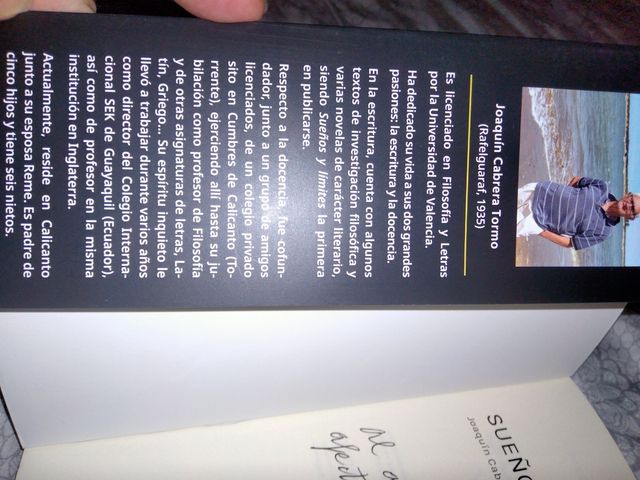 Joaquín Cabrera Tormo
(Rafelguaraf, 1935)
Es licenciado en Filosofía y Letras
por la Universidad de Valencia.
Ha dedicado su vida a sus dos grandes
pasiones: la escritura y la docencia.
En la escritura, cuenta con algunos
textos de investigación filosófica y
varias novelas de carácter literario,
siendo Sueños y límites la primera
en publicarse.
Respecto a la docencia, fue cofun-
dador, junto a un grupo de amigos
licenciados, de un colegio privado
sito en Cumbres de Calicanto (To-
rrente), ejerciendo allí hasta su ju-
bilación como profesor de Filosofía
y de otras asignaturas de letras, La-
tín, Griego... Su espíritu inquieto le
llevó a trabajar durante varios años
como director del Colegio Interna-
cional SEK de Guayaquil (Ecuador),
así como de profesor en la misma
institución en Inglaterra.
Actualmente, reside en Calicanto
junto a su esposa Reme. Es padre de
cinco hijos y tiene seis nietos.
SUEÑO
Joaquín Cab